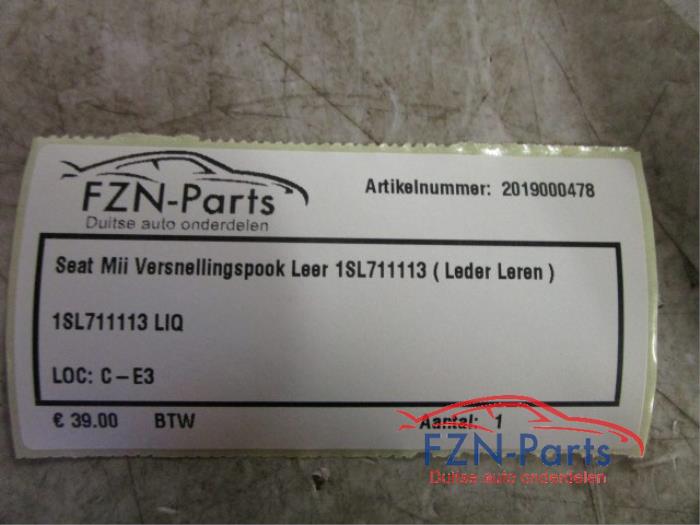 FZN-Parts
Duitse auto onderdelen
Artikelnummer: 2019000478
Seat Mii Versnellingspook Leer 1SL711113 ( Leder Leren )
1SL711113 LIQ
LOC: C-E3
€ 39.00 BTW Aantal: 1
FZN-Parts
Duitse auto onderdelen